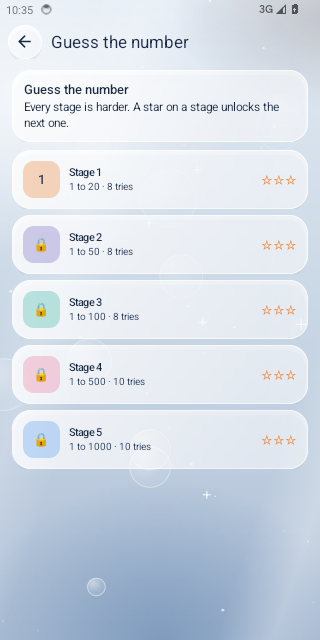 10:35
3G
Guess the number
Guess the number
Every stage is harder. A star on a stage unlocks the
next one.
1
Stage 1
1 to 20 · 8 tries
☆☆☆
Stage 2
1 to 50 · 8 tries
☆☆☆
Stage 3
1 to 100 · 8 tries
☆☆☆
Stage 4
1 to 500 · 10 tries
☆☆☆
Stage 5
1 to 1000 · 10 tries
☆☆☆